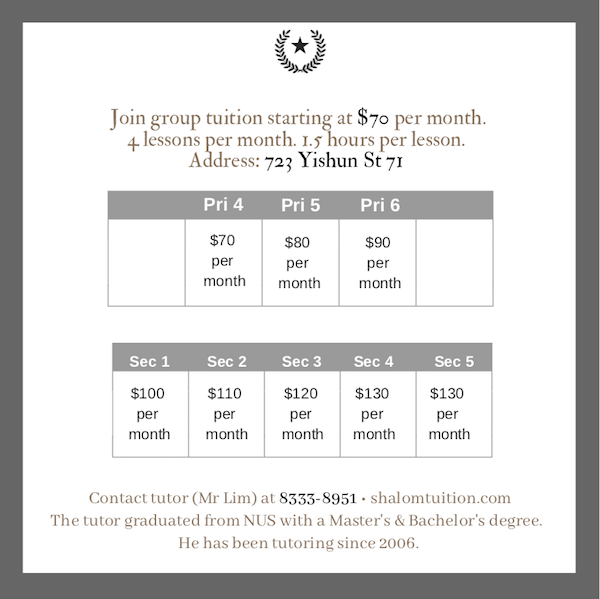 Join group tuition starting at $70 per month.
4 lessons per month. 1.5 hours per lesson.
Address: 723 Yishun St 71
Pri 4 Pri 5 Pri 6
$70 $80 $90
per per per
month month month
Sec 1 Sec 2 Sec 3 Sec 4 Sec 5
$100 $110 $120 $130 $130
per per per per per
month month month month month
Contact tutor (Mr Lim) at 8333-8951 • shalomtuition.com
The tutor graduated from NUS with a Master's & Bachelor's degree.
He has been tutoring since 2006.